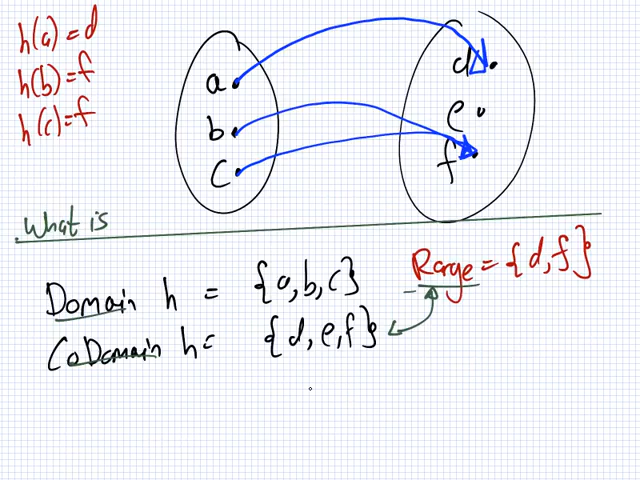 h(a) = d
h(b) = f
h(c) = f
a
b
c
d
e
f
What is
Domain h = {a, b, c}
Range = {d, f}
CoDomain h = {d, e, f}